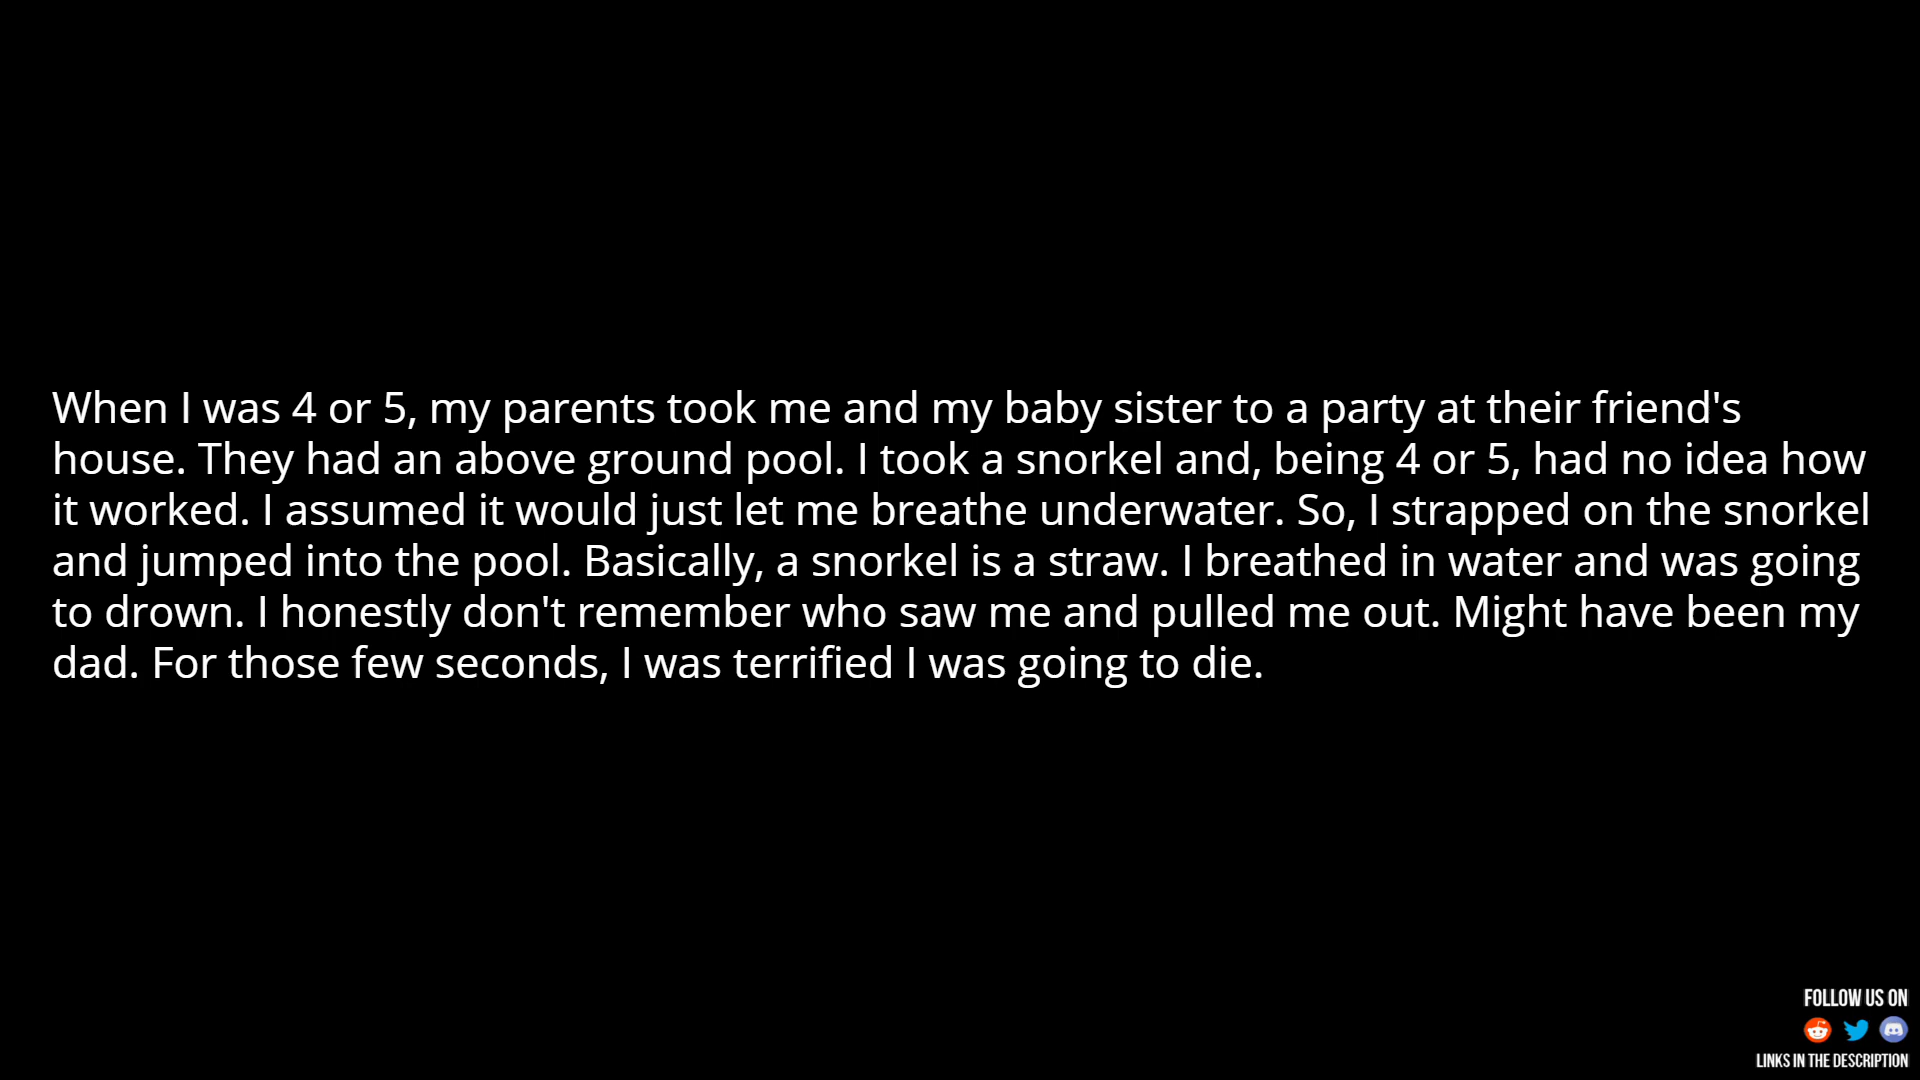 When I was 4 or 5, my parents took me and my baby sister to a party at their friend's
house. They had an above ground pool. I took a snorkel and, being 4 or 5, had no idea how
it worked. I assumed it would just let me breathe underwater. So, I strapped on the snorkel
and jumped into the pool. Basically, a snorkel is a straw. I breathed in water and was going
to drown. I honestly don't remember who saw me and pulled me out. Might have been my
dad. For those few seconds, I was terrified I was going to die.
FOLLOW US ON
LINKS IN THE DESCRIPTION